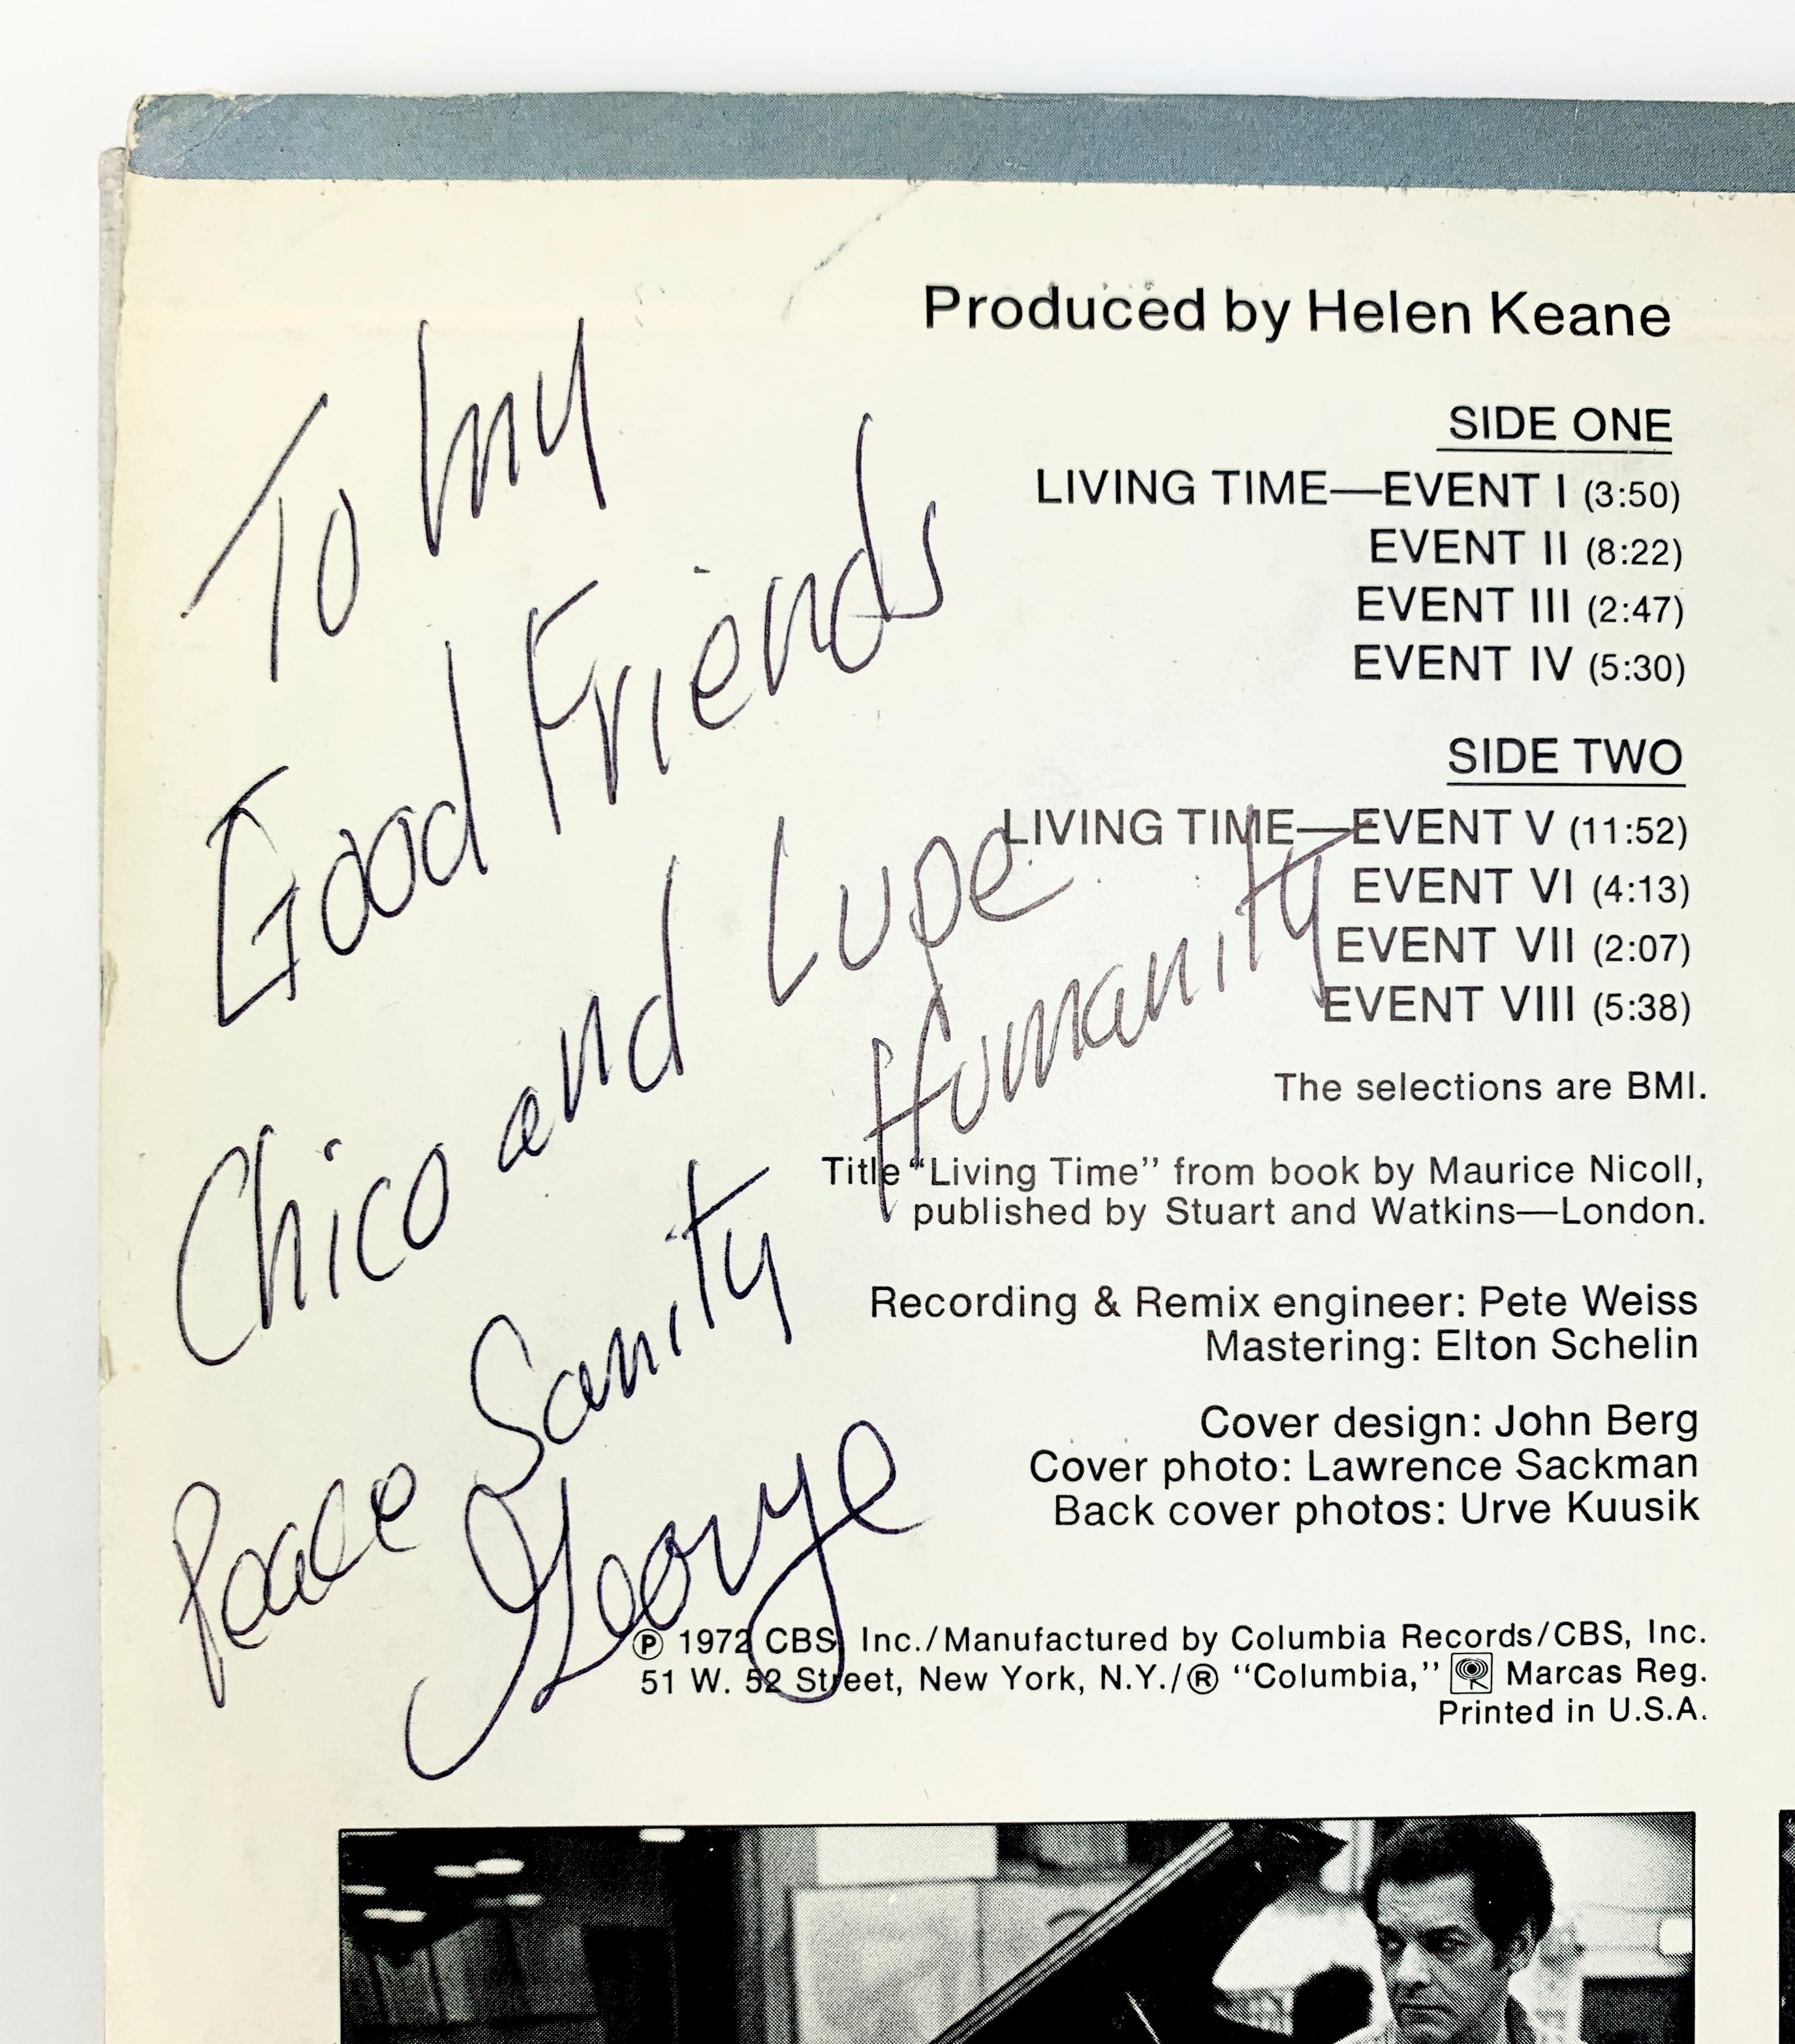 Produced by Helen Keane
SIDE ONE
LIVING TIME—EVENT I (3:50)
EVENT II (8:22)
EVENT III (2:47)
EVENT IV (5:30)
SIDE TWO
LIVING TIME—EVENT V (11:52)
EVENT VI (4:13)
EVENT VII (2:07)
EVENT VIII (5:38)
The selections are BMI.
Title “Living Time” from book by Maurice Nicoll,
published by Stuart and Watkins—London.
Recording & Remix engineer: Pete Weiss
Mastering: Elton Schelin
Cover design: John Berg
Cover photo: Lawrence Sackman
Back cover photos: Urve Kuusik
℗ 1972 CBS, Inc./Manufactured by Columbia Records/CBS, Inc.
51 W. 52 Street, New York, N.Y./® “Columbia,” Marcas Reg.
Printed in U.S.A.
To my
Good Friends
Chico and Lupe
Peace Sanity Humanity
George